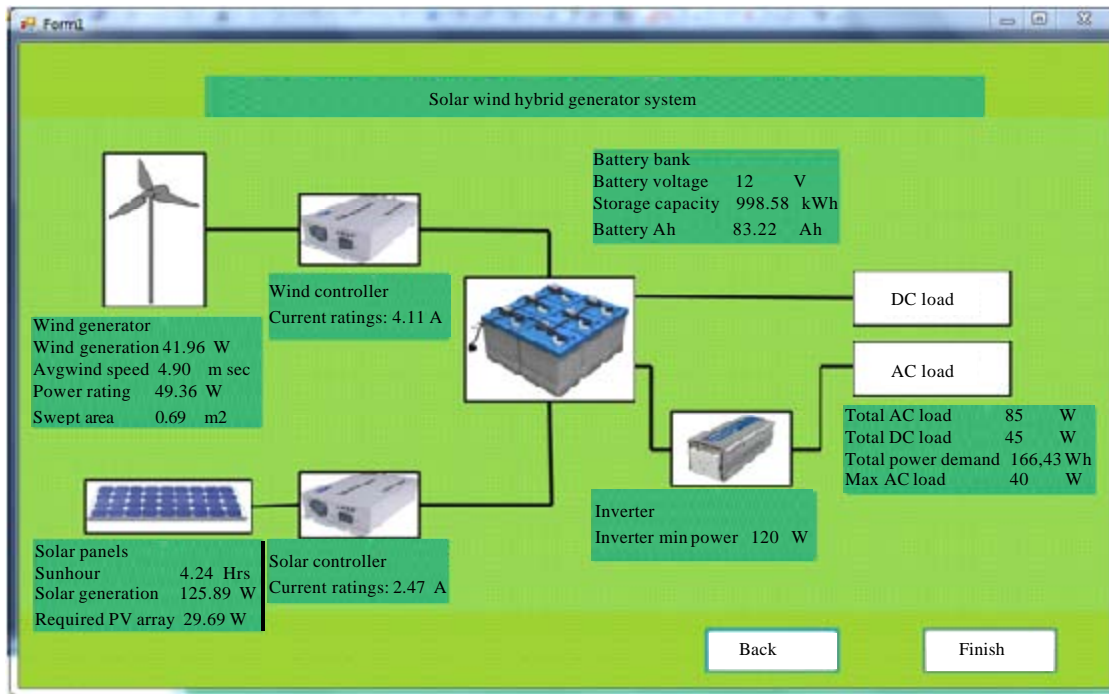 Form1
Solar wind hybrid generator system
Battery bank
Battery voltage 12 V
Storage capacity 998.58 kWh
Battery Ah 83.22 Ah
Wind controller
Current ratings: 4.11 A
DC load
Wind generator
Wind generation 41.96 W
Avgwind speed 4.90 m sec
Power rating 49.36 W
Swept area 0.69 m2
AC load
Total AC load 85 W
Total DC load 45 W
Total power demand 166,43 Wh
Max AC load 40 W
Inverter
Inverter min power 120 W
Solar panels
Sunhour 4.24 Hrs
Solar generation 125.89 W
Required PV array 29.69 W
Solar controller
Current ratings: 2.47 A
Back
Finish